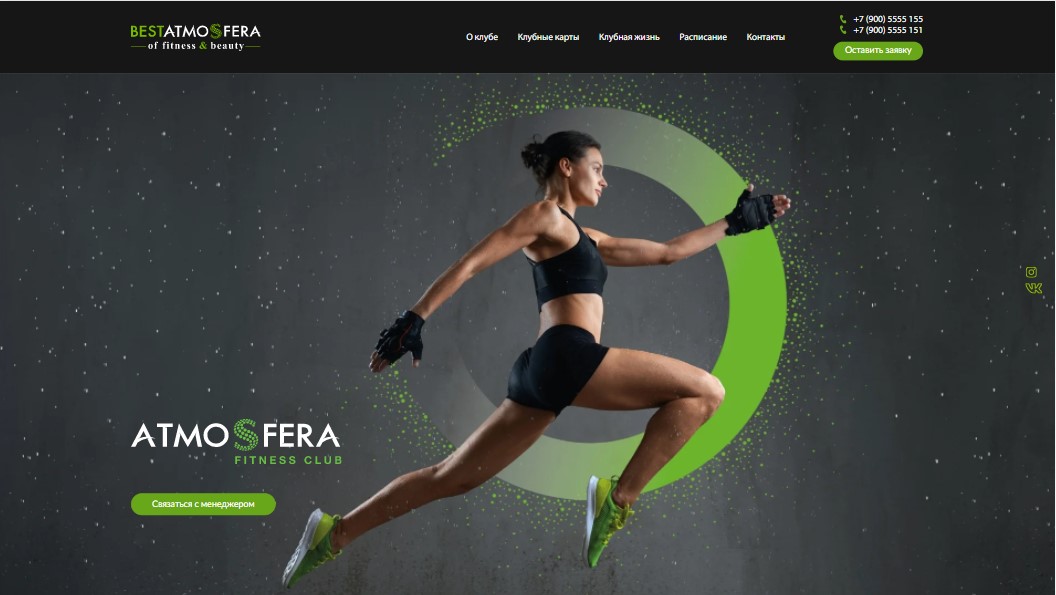 BESTATMOSFERA
of fitness & beauty
О клубе
Клубные карты
Клубная жизнь
Расписание
Контакты
+7 (900) 5555 155
+7 (900) 5555 151
Оставить заявку
ATMOSFERA
FITNESS CLUB
Связаться с менеджером